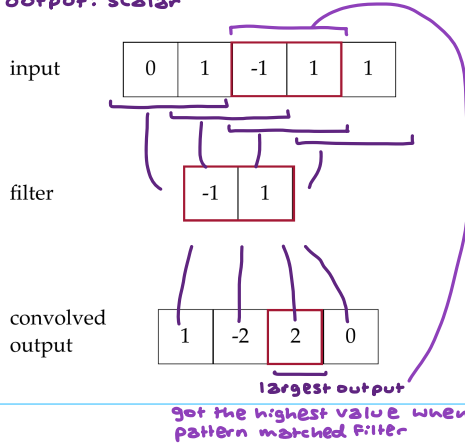 output: scalar
input 0 1 -1 1 1
filter -1 1
convolved
output 1 -2 2 0
largest output
got the highest value when
pattern matched filter